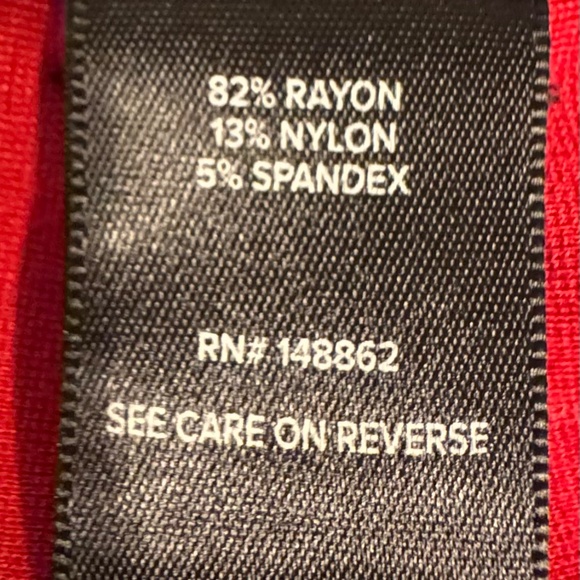 82% RAYON
13% NYLON
5% SPANDEX
RN# 148862
SEE CARE ON REVERSE